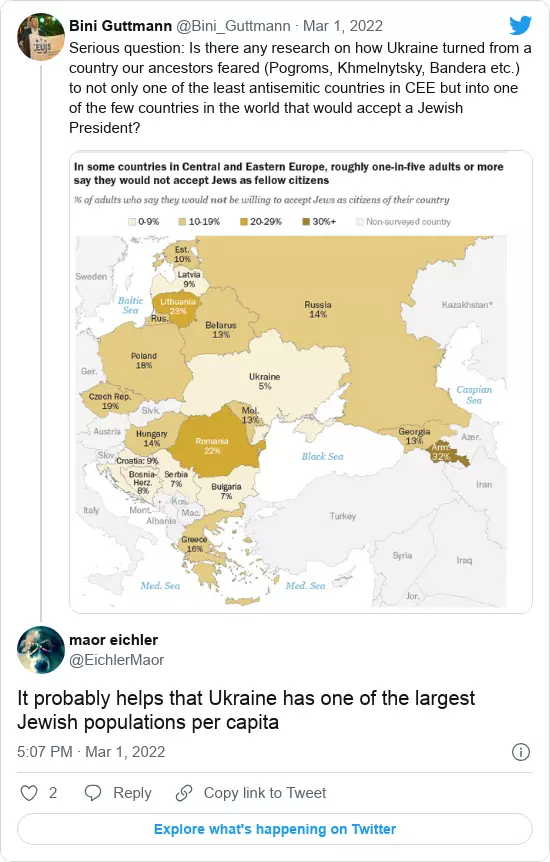 Bini Guttmann @Bini_Guttmann · Mar 1, 2022
Serious question: Is there any research on how Ukraine turned from a
country our ancestors feared (Pogroms, Khmelnytsky, Bandera etc.)
to not only one of the least antisemitic countries in CEE but into one
of the few countries in the world that would accept a Jewish
President?
In some countries in Central and Eastern Europe, roughly one-in-five adults or more
say they would not accept Jews as fellow citizens
% of adults who say they would not be willing to accept Jews as citizens of their country
0-9% 10-19% 20-29% 30%+ Non-surveyed country
Est.
10%
Sweden
Latvia
9%
Baltic
Sea
Lithuania
23%
Rus.
Russia
14%
Kazakhstan*
Belarus
13%
Poland
18%
Ger.
Ukraine
5%
Czech Rep.
19%
Caspian
Sea
Slvk.
Mol.
13%
Austria
Hungary
14%
Georgia
13%
Azer.
Arm.
32%
Slov.
Romania
22%
Croatia: 9%
Black Sea
Bosnia-
Herz.
8%
Serbia
7%
Bulgaria
7%
Iran
Italy
Mont.
Kos.
Mac.
Albania
Turkey
Greece
16%
Syria
Iraq
Med. Sea
Med. Sea
Jor.
EUJS
maor eichler
@EichlerMaor
It probably helps that Ukraine has one of the largest
Jewish populations per capita
5:07 PM · Mar 1, 2022
2 Reply Copy link to Tweet
Explore what's happening on Twitter